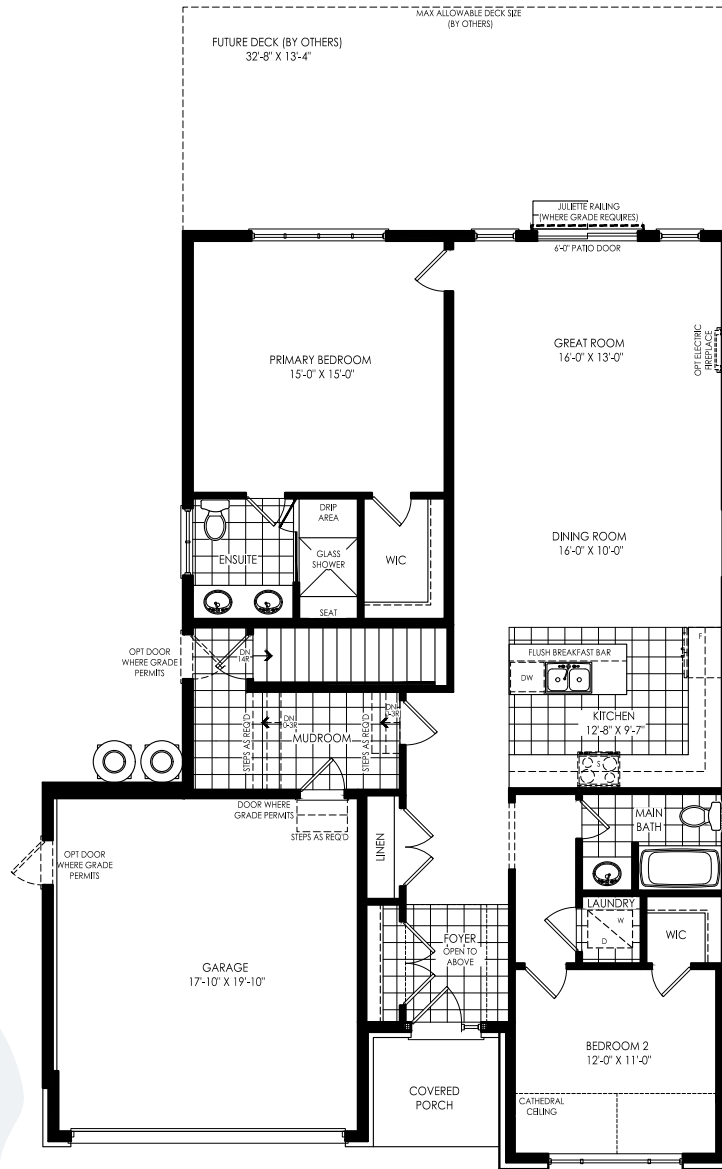 MAX ALLOWABLE DECK SIZE
(BY OTHERS)
FUTURE DECK (BY OTHERS)
32'-8" X 13'-4"
JULIETTE RAILING
(WHERE GRADE REQUIRES)
6'-0" PATIO DOOR
PRIMARY BEDROOM
15'-0" X 15'-0"
GREAT ROOM
16'-0" X 13'-0"
OPT ELECTRIC
FIREPLACE
DRIP
AREA
ENSUITE
GLASS
SHOWER
SEAT
WIC
DINING ROOM
16'-0" X 10'-0"
OPT DOOR
WHERE GRADE
PERMITS
DN
14R
FLUSH BREAKFAST BAR
F
DW
KITCHEN
12'-8" X 9'-7"
S
STEPS AS REQ'D
DN
0-3R
MUDROOM
STEPS AS REQ'D
DN
0-3R
DOOR WHERE
GRADE PERMITS
STEPS AS REQ'D
OPT DOOR
WHERE GRADE
PERMITS
LINEN
MAIN
BATH
LAUNDRY
W
D
WIC
FOYER
OPEN TO
ABOVE
GARAGE
17'-10" X 19'-10"
BEDROOM 2
12'-0" X 11'-0"
COVERED
PORCH
CATHEDRAL
CEILING